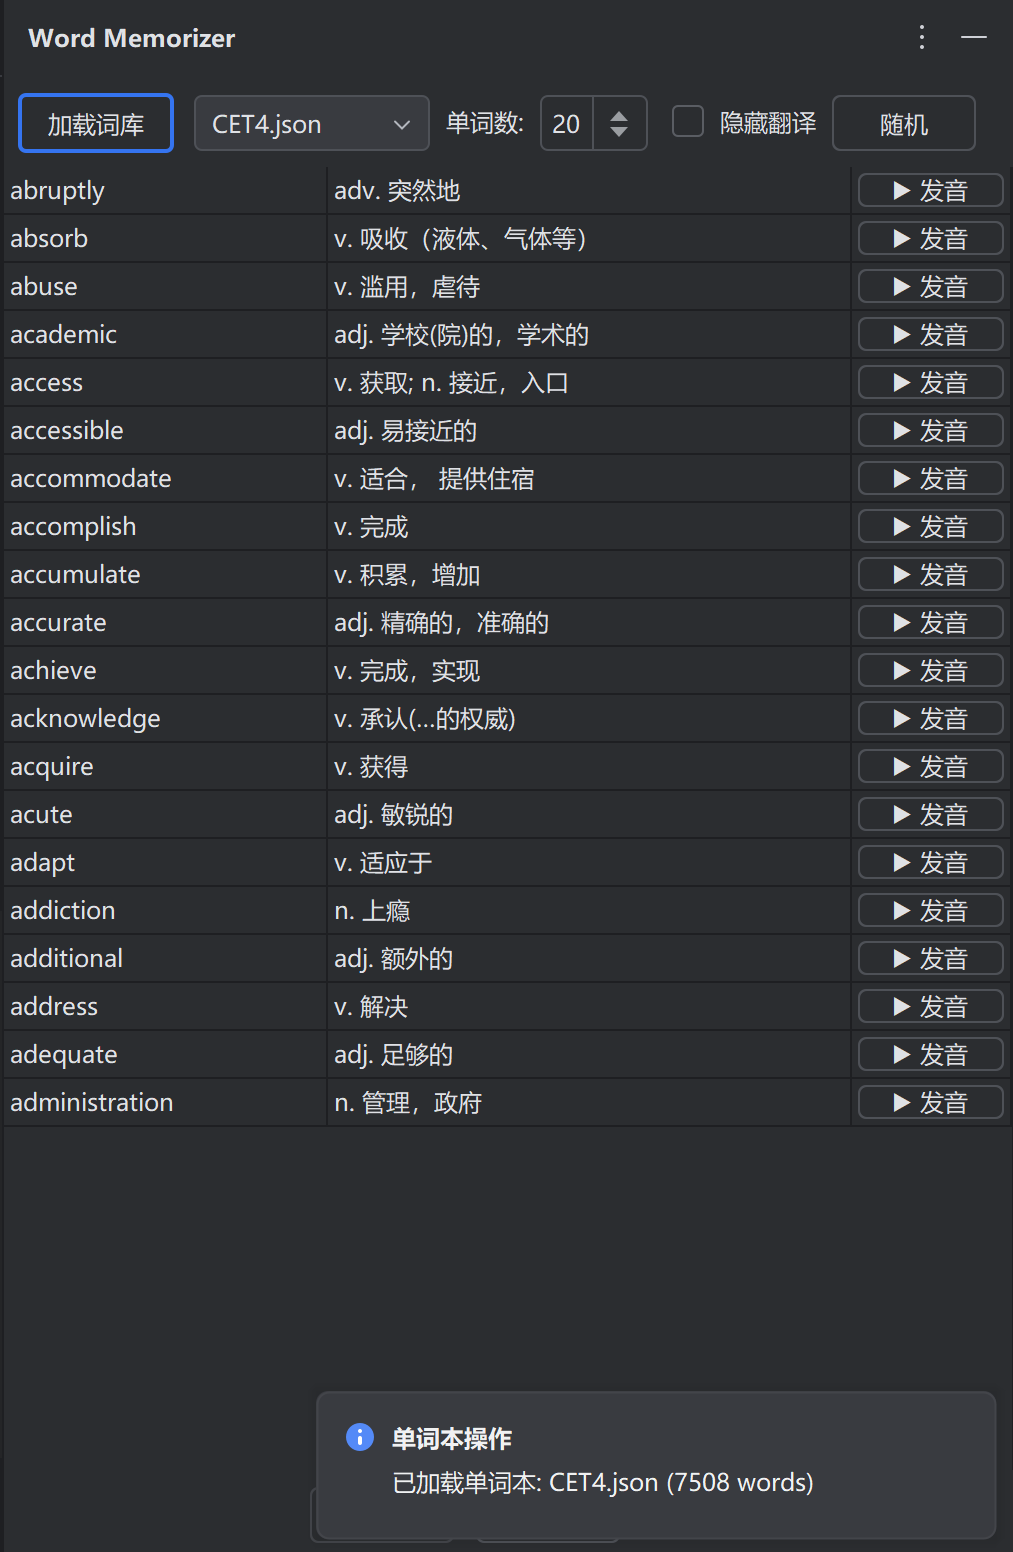 Word Memorizer
加载词库 CET4.json 单词数: 20 隐藏翻译 随机
abruptly adv. 突然地 ▶ 发音
absorb v. 吸收（液体、气体等） ▶ 发音
abuse v. 滥用，虐待 ▶ 发音
academic adj. 学校(院)的，学术的 ▶ 发音
access v. 获取; n. 接近，入口 ▶ 发音
accessible adj. 易接近的 ▶ 发音
accommodate v. 适合， 提供住宿 ▶ 发音
accomplish v. 完成 ▶ 发音
accumulate v. 积累，增加 ▶ 发音
accurate adj. 精确的，准确的 ▶ 发音
achieve v. 完成，实现 ▶ 发音
acknowledge v. 承认(...的权威) ▶ 发音
acquire v. 获得 ▶ 发音
acute adj. 敏锐的 ▶ 发音
adapt v. 适应于 ▶ 发音
addiction n. 上瘾 ▶ 发音
additional adj. 额外的 ▶ 发音
address v. 解决 ▶ 发音
adequate adj. 足够的 ▶ 发音
administration n. 管理，政府 ▶ 发音
单词本操作
已加载单词本: CET4.json (7508 words)